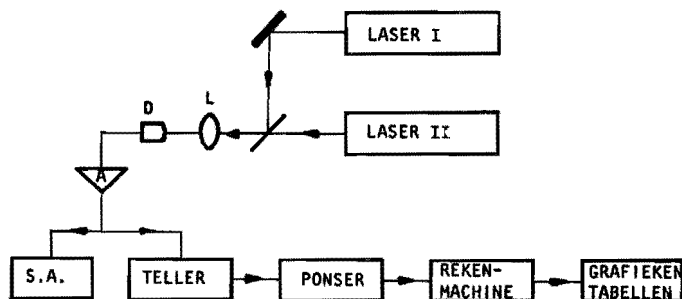 LASER I
D
L
LASER II
A
S.A.
TELLER
PONSER
REKEN-
MACHINE
GRAFIEKEN
TABELLEN